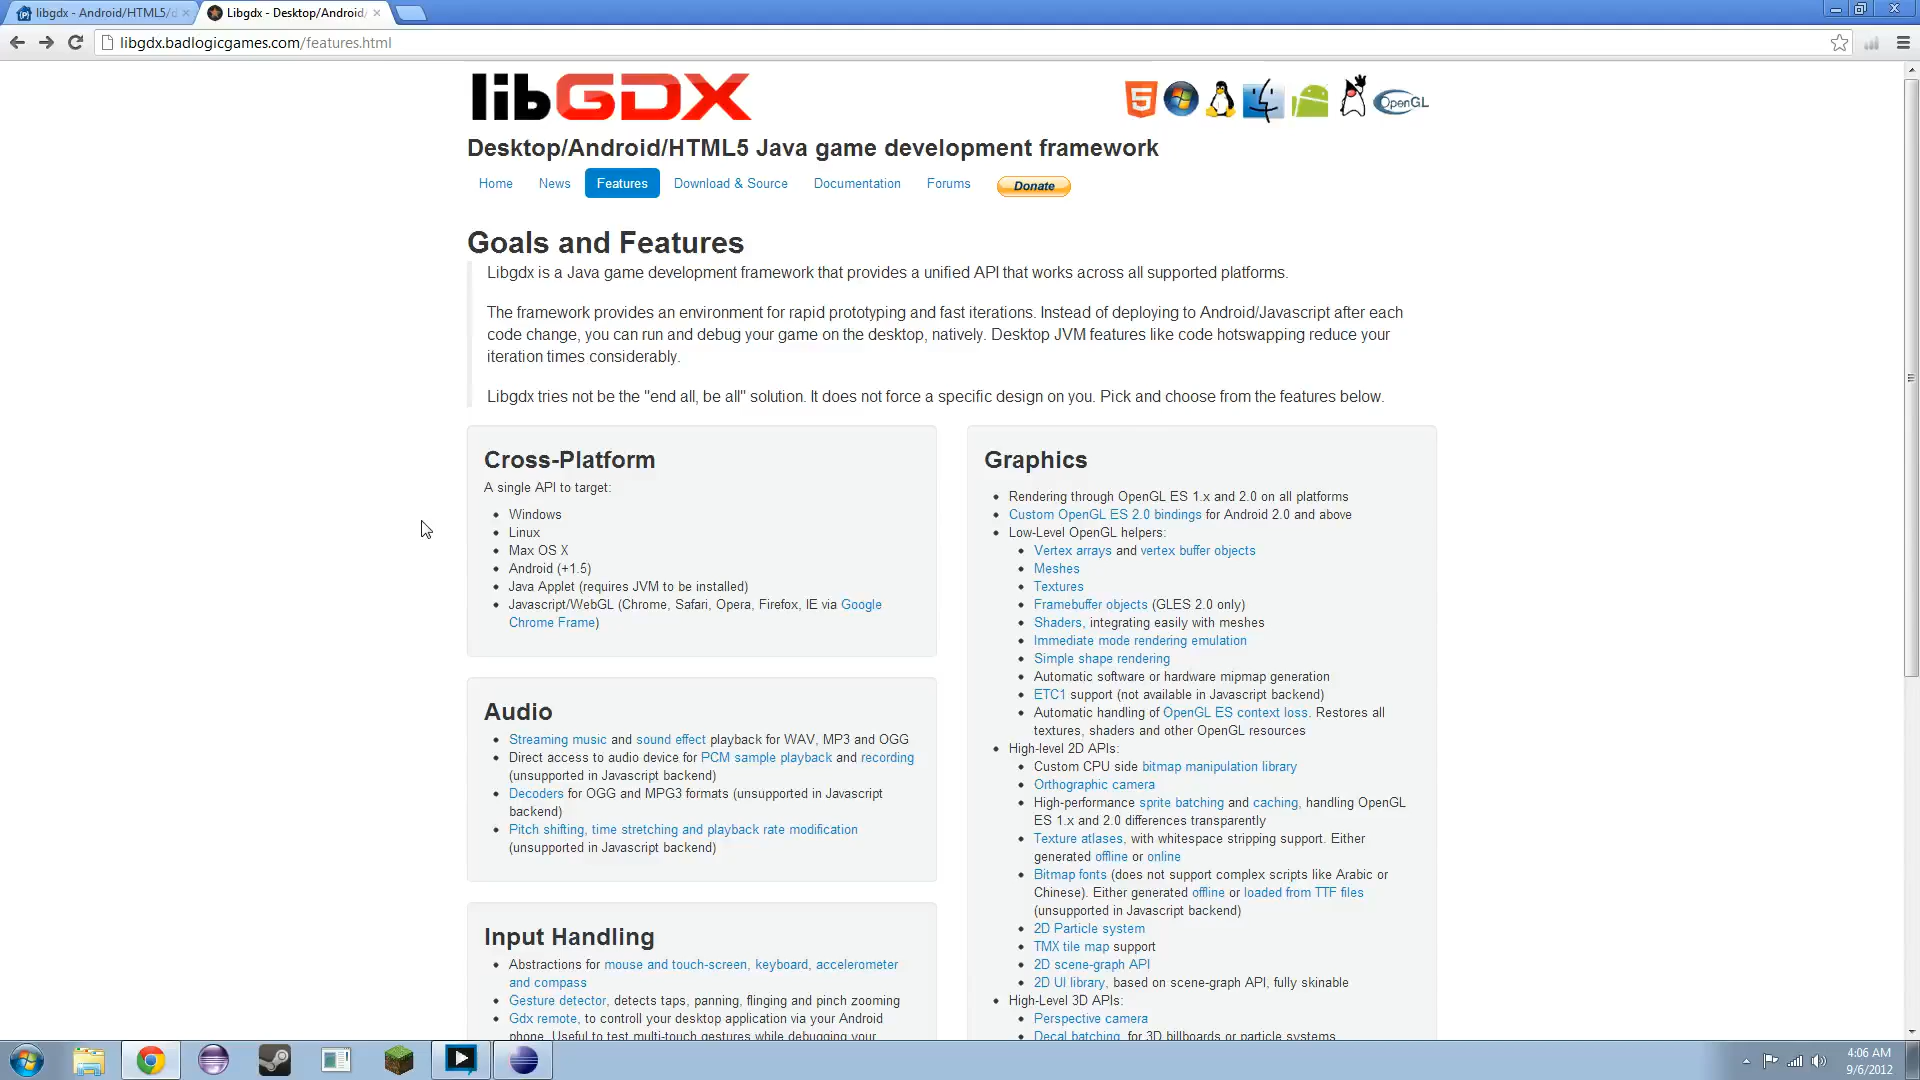 libgdx - Android/HTML5/d
Libgdx - Desktop/Android/
libgdx.badlogicgames.com/features.html
libGDX
5
OpenGL
Desktop/Android/HTML5 Java game development framework
Home News Features Download & Source Documentation Forums Donate
Goals and Features
Libgdx is a Java game development framework that provides a unified API that works across all supported platforms.
The framework provides an environment for rapid prototyping and fast iterations. Instead of deploying to Android/Javascript after each
code change, you can run and debug your game on the desktop, natively. Desktop JVM features like code hotswapping reduce your
iteration times considerably.
Libgdx tries not be the "end all, be all" solution. It does not force a specific design on you. Pick and choose from the features below.
Cross-Platform
A single API to target:
Windows
Linux
Max OS X
Android (+1.5)
Java Applet (requires JVM to be installed)
Javascript/WebGL (Chrome, Safari, Opera, Firefox, IE via Google
Chrome Frame)
Audio
Streaming music and sound effect playback for WAV, MP3 and OGG
Direct access to audio device for PCM sample playback and recording
(unsupported in Javascript backend)
Decoders for OGG and MPG3 formats (unsupported in Javascript
backend)
Pitch shifting, time stretching and playback rate modification
(unsupported in Javascript backend)
Input Handling
Abstractions for mouse and touch-screen, keyboard, accelerometer
and compass
Gesture detector, detects taps, panning, flinging and pinch zooming
Gdx remote, to control your desktop application via your Android
phone. Useful to test multi-touch gestures while debugging your
Graphics
Rendering through OpenGL ES 1.x and 2.0 on all platforms
Custom OpenGL ES 2.0 bindings for Android 2.0 and above
Low-Level OpenGL helpers:
Vertex arrays and vertex buffer objects
Meshes
Textures
Framebuffer objects (GLES 2.0 only)
Shaders, integrating easily with meshes
Immediate mode rendering emulation
Simple shape rendering
Automatic software or hardware mipmap generation
ETC1 support (not available in Javascript backend)
Automatic handling of OpenGL ES context loss. Restores all
textures, shaders and other OpenGL resources
High-level 2D APIs:
Custom CPU side bitmap manipulation library
Orthographic camera
High-performance sprite batching and caching, handling OpenGL
ES 1.x and 2.0 differences transparently
Texture atlases, with whitespace stripping support. Either
generated offline or online
Bitmap fonts (does not support complex scripts like Arabic or
Chinese). Either generated offline or loaded from TTF files
(unsupported in Javascript backend)
2D Particle system
TMX tile map support
2D scene-graph API
2D UI library, based on scene-graph API, fully skinable
High-Level 3D APIs:
Perspective camera
Decal batching, for 3D billboards or particle systems
4:06 AM
9/6/2012